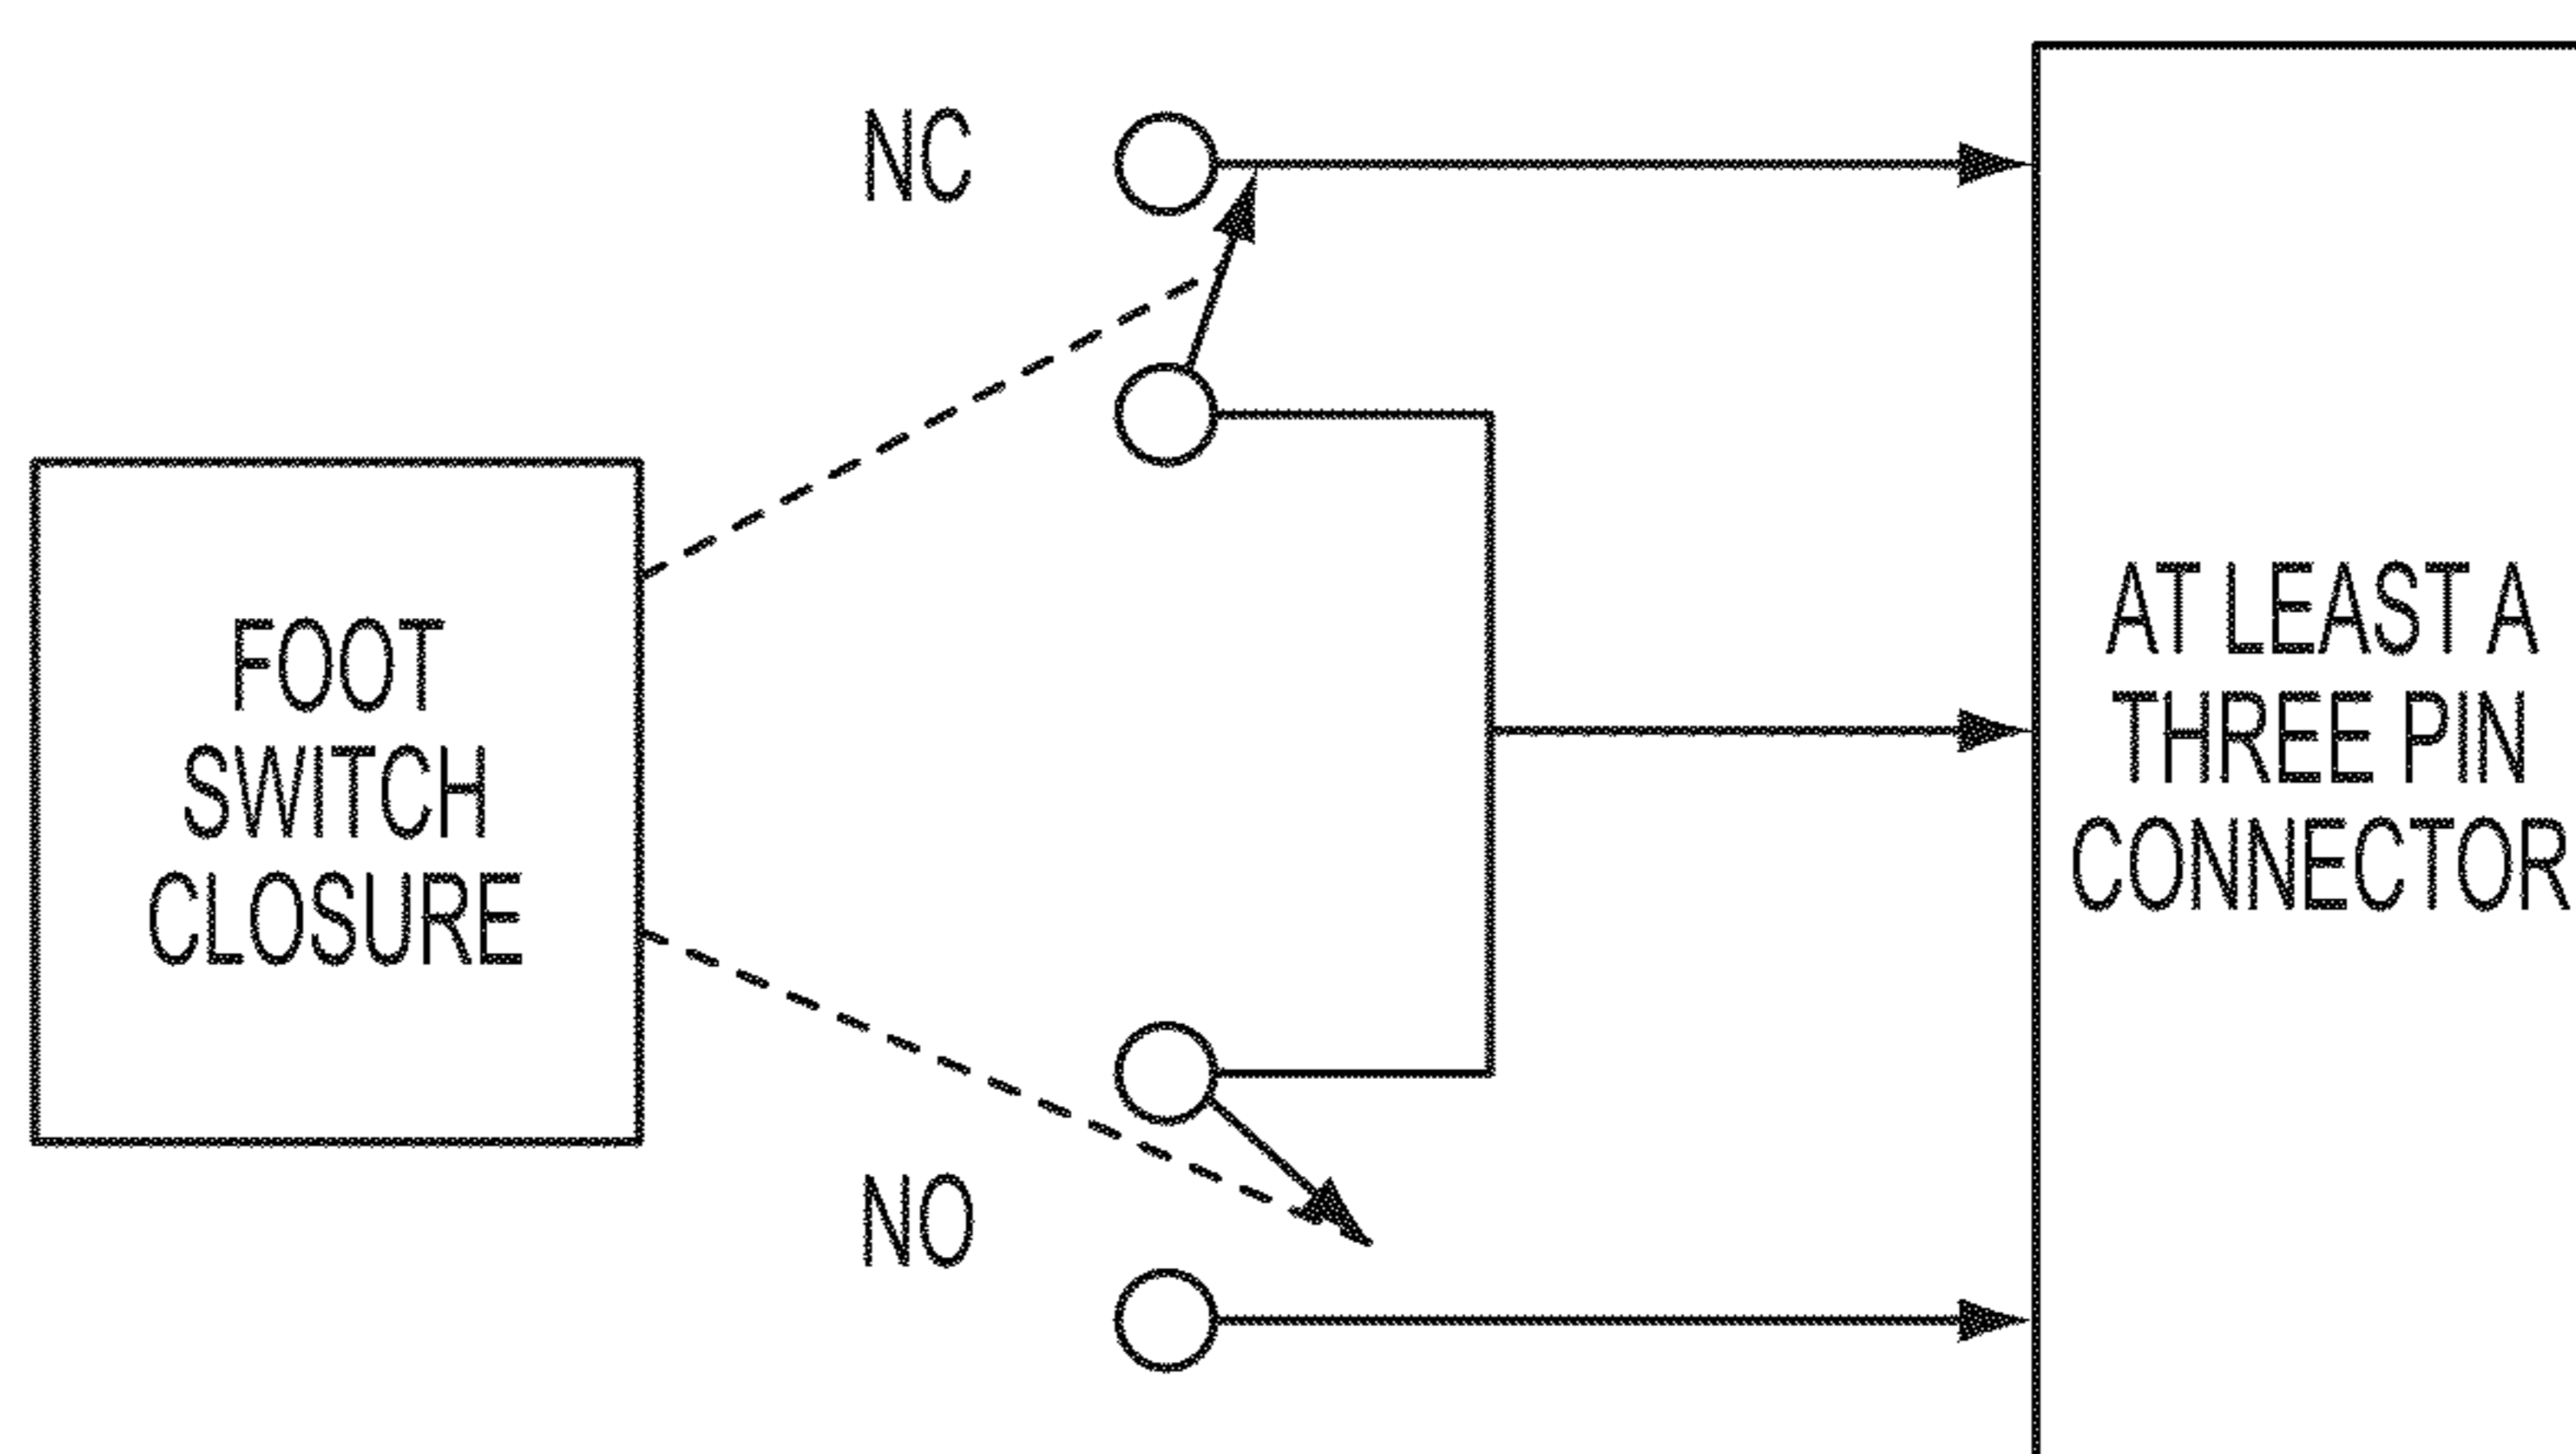 NC
FOOT
SWITCH
CLOSURE
NO
AT LEAST A
THREE PIN
CONNECTOR